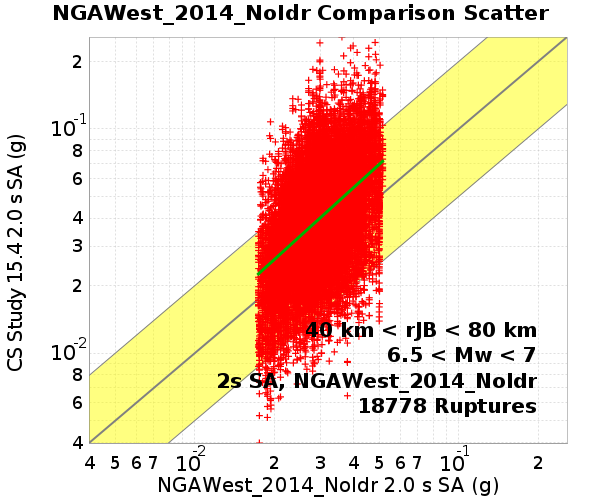 NGAWest_2014_NoIdr Comparison Scatter
CS Study 15.4 2.0 s SA (g)
2
10-1
8
6
4
3
2
10-2
8
6
4
40 km < rJB < 80 km
6.5 < Mw < 7
2s SA, NGAWest_2014_NoIdr
18778 Ruptures
4 5 6 7 10-2 2 3 4 5 6 7 10-1 2
NGAWest_2014_NoIdr 2.0 s SA (g)